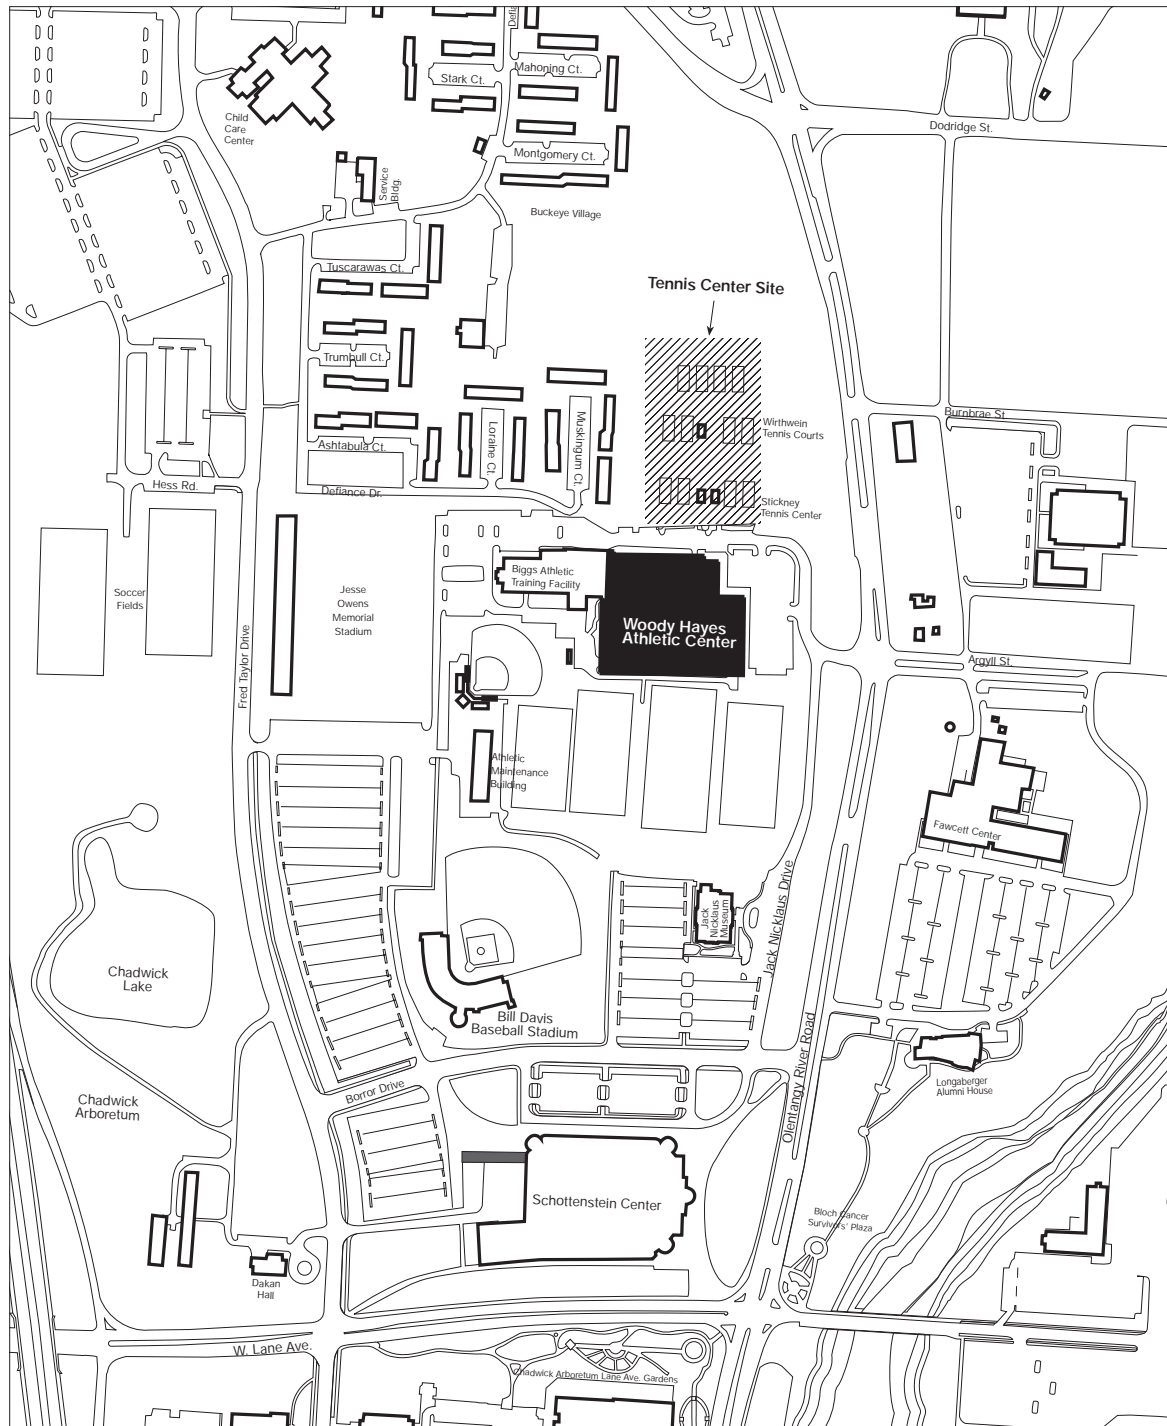 Defia
Mahoning Ct.
Stark Ct.
Child
Care
Center
Dodridge St.
Montgomery Ct.
Service
Bldg.
Buckeye Village
Tuscarawas Ct.
Tennis Center Site
Trumbull Ct.
Burnbrae St.
Wirthwein
Tennis Courts
Ashtabula Ct.
Loraine Ct.
Muskingum Ct.
Hess Rd.
Defiance Dr.
Stickney
Tennis Center
Biggs Athletic
Training Facility
Soccer
Fields
Jesse
Owens
Memorial
Stadium
Woody Hayes
Athletic Center
Fred Taylor Drive
Argyll St.
Athletic
Maintenance
Building
Fawcett Center
Jack
Nicklaus
Museum
Jack Nicklaus Drive
Chadwick
Lake
Bill Davis
Baseball Stadium
Olentangy River Road
Longaberger
Alumni House
Borror Drive
Chadwick
Arboretum
Schottenstein Center
Bloch Cancer
Survivors' Plaza
Dakan
Hall
W. Lane Ave.
Chadwick Arboretum Lane Ave. Gardens